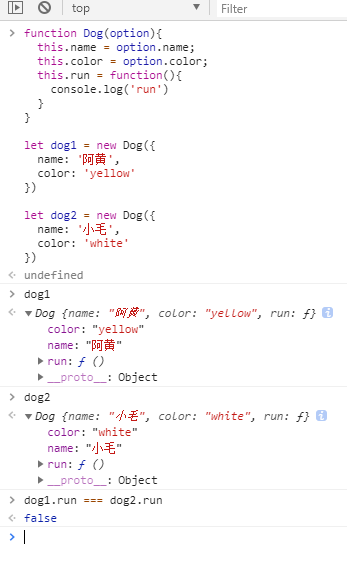 top
Filter
function Dog(option){
this.name = option.name;
this.color = option.color;
this.run = function(){
console.log('run')
}
}
let dog1 = new Dog({
name: '阿黄',
color: 'yellow'
})
let dog2 = new Dog({
name: '小毛',
color: 'white'
})
undefined
dog1
Dog {name: "阿黄", color: "yellow", run: ƒ}
color: "yellow"
name: "阿黄"
run: ƒ ()
__proto__: Object
dog2
Dog {name: "小毛", color: "white", run: ƒ}
color: "white"
name: "小毛"
run: ƒ ()
__proto__: Object
dog1.run === dog2.run
false